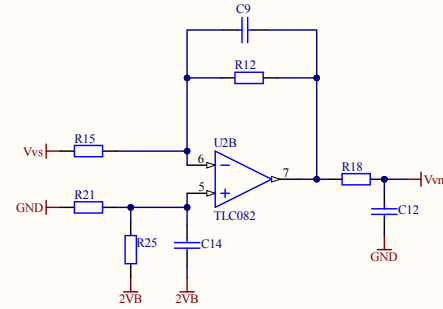 C9
R12
R15
Vvs
U2B
6
7
5
TLC082
R18
Vvn
R21
GND
R25
C14
C12
GND
2VB
2VB